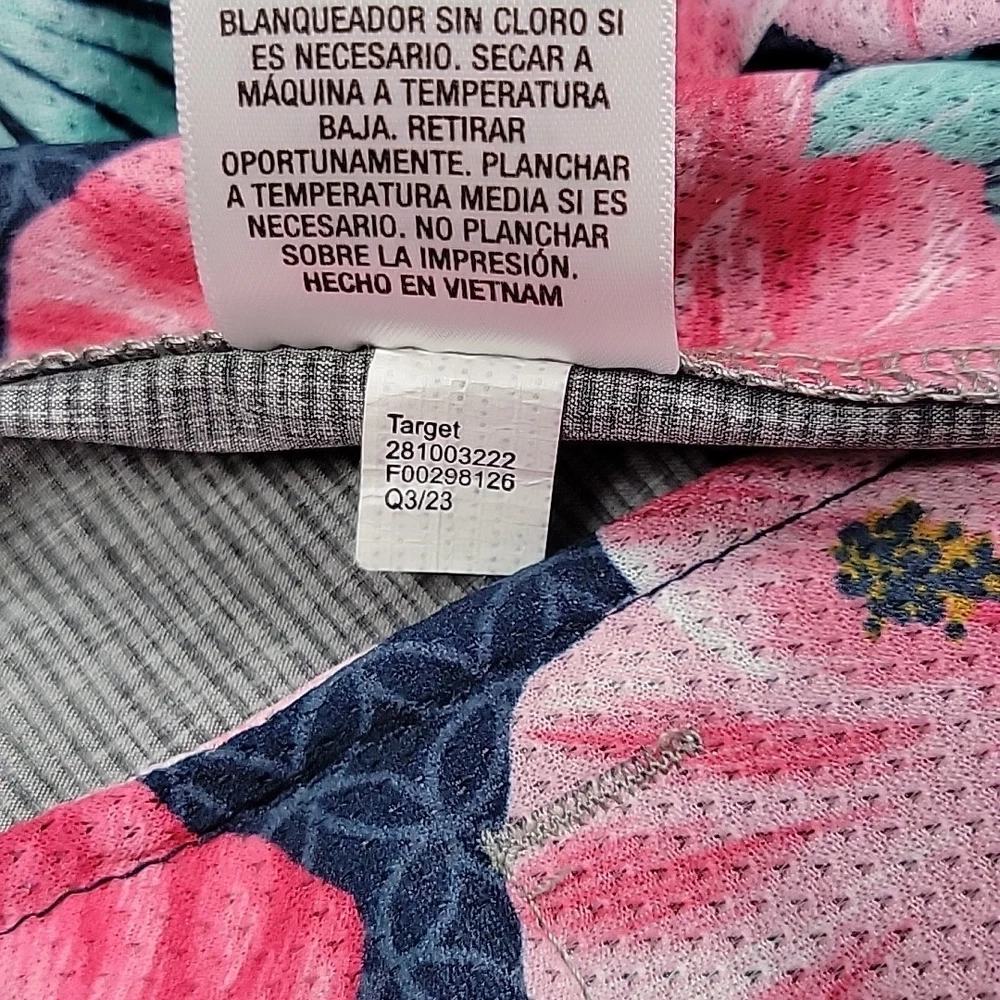 BLANQUEADOR SIN CLORO SI
ES NECESARIO. SECAR A
MÁQUINA A TEMPERATURA
BAJA. RETIRAR
OPORTUNAMENTE. PLANCHAR
A TEMPERATURA MEDIA SI ES
NECESARIO. NO PLANCHAR
SOBRE LA IMPRESIÓN.
HECHO EN VIETNAM
Target
281003222
F00298126
Q3/23